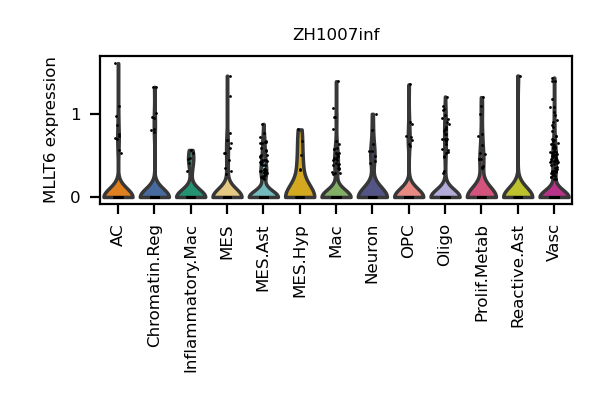 ZH1007inf
MLLT6 expression
1
0
AC
Chromatin.Reg
Inflammatory.Mac
MES
MES.Ast
MES.Hyp
Mac
Neuron
OPC
Oligo
Prolif.Metab
Reactive.Ast
Vasc